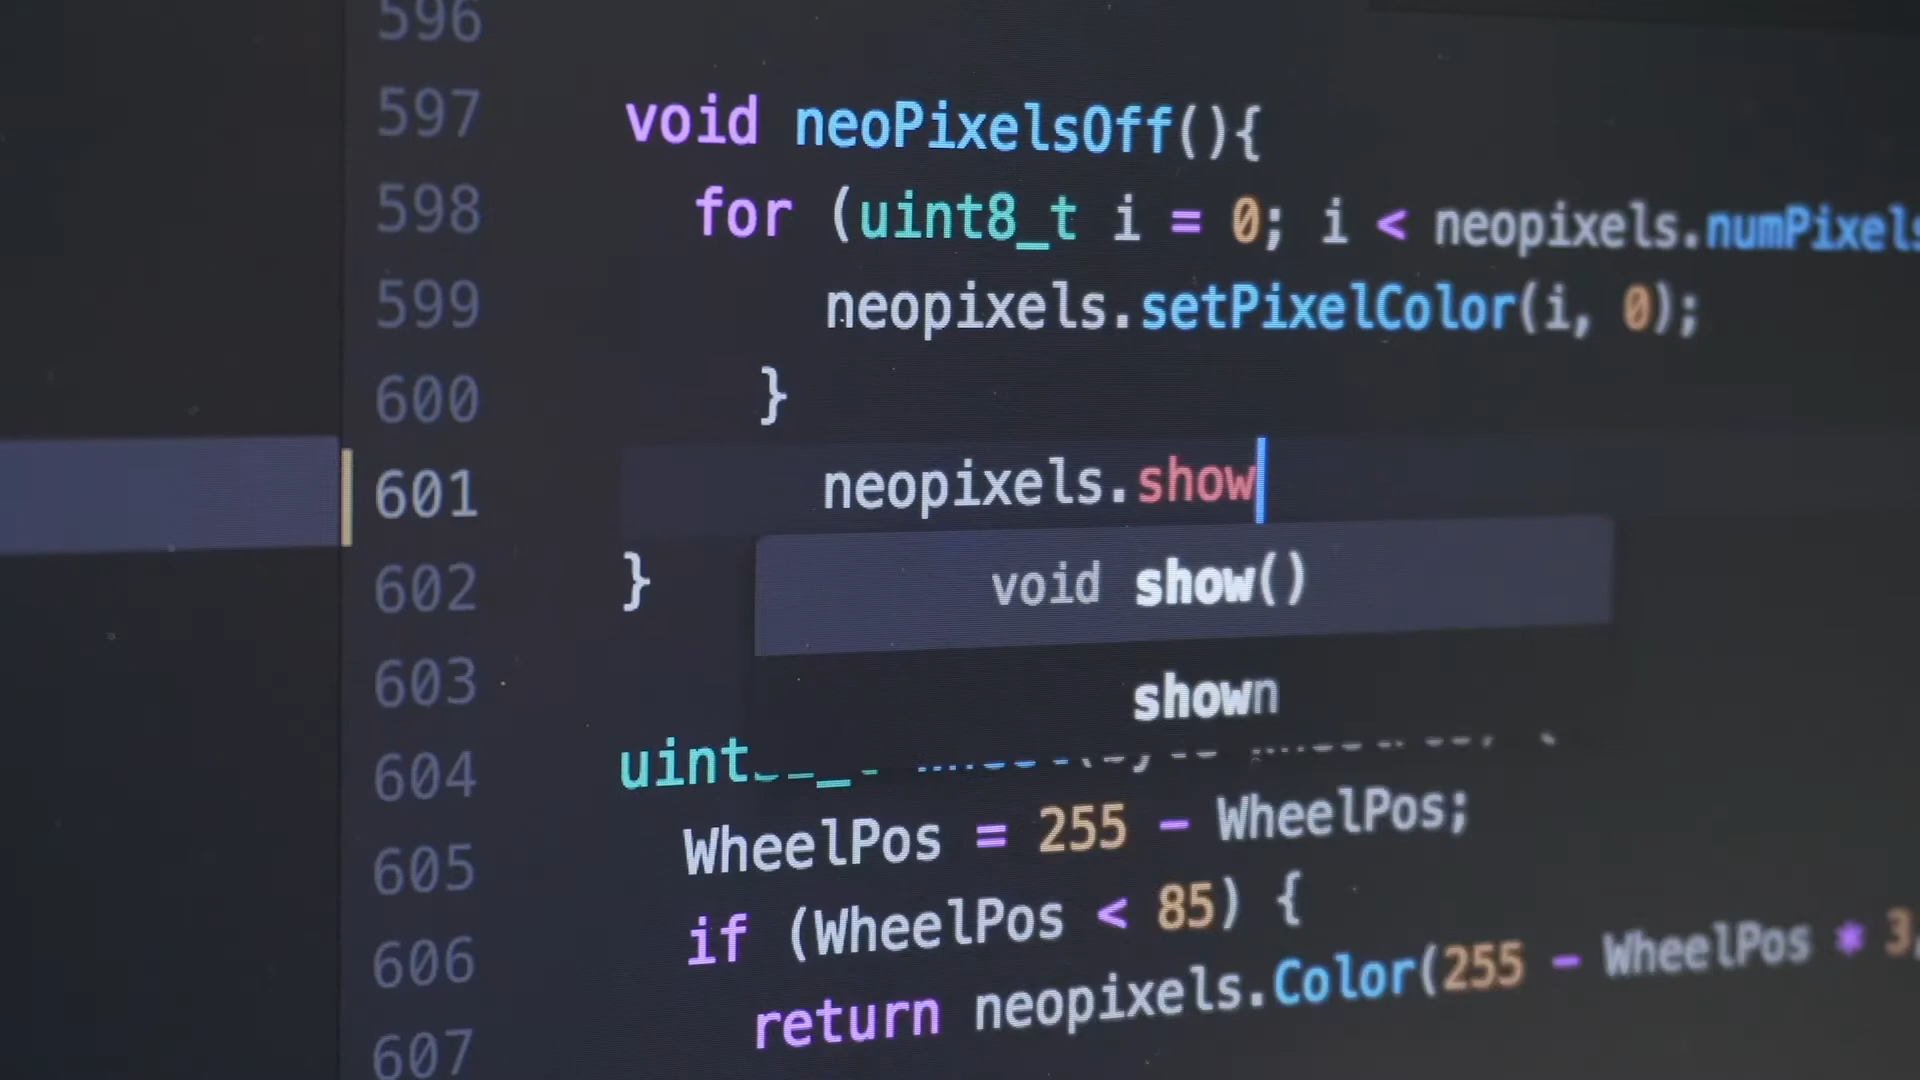 596
597 void neoPixelsOff(){
598 for (uint8_t i = 0; i < neopixels.numPixels
599 neopixels.setPixelColor(i, 0);
600 }
601 neopixels.show
void show()
602 }
603 shown
604 uint
605 WheelPos = 255 - WheelPos;
606 if (WheelPos < 85) {
607 return neopixels.Color(255 - WheelPos * 3,